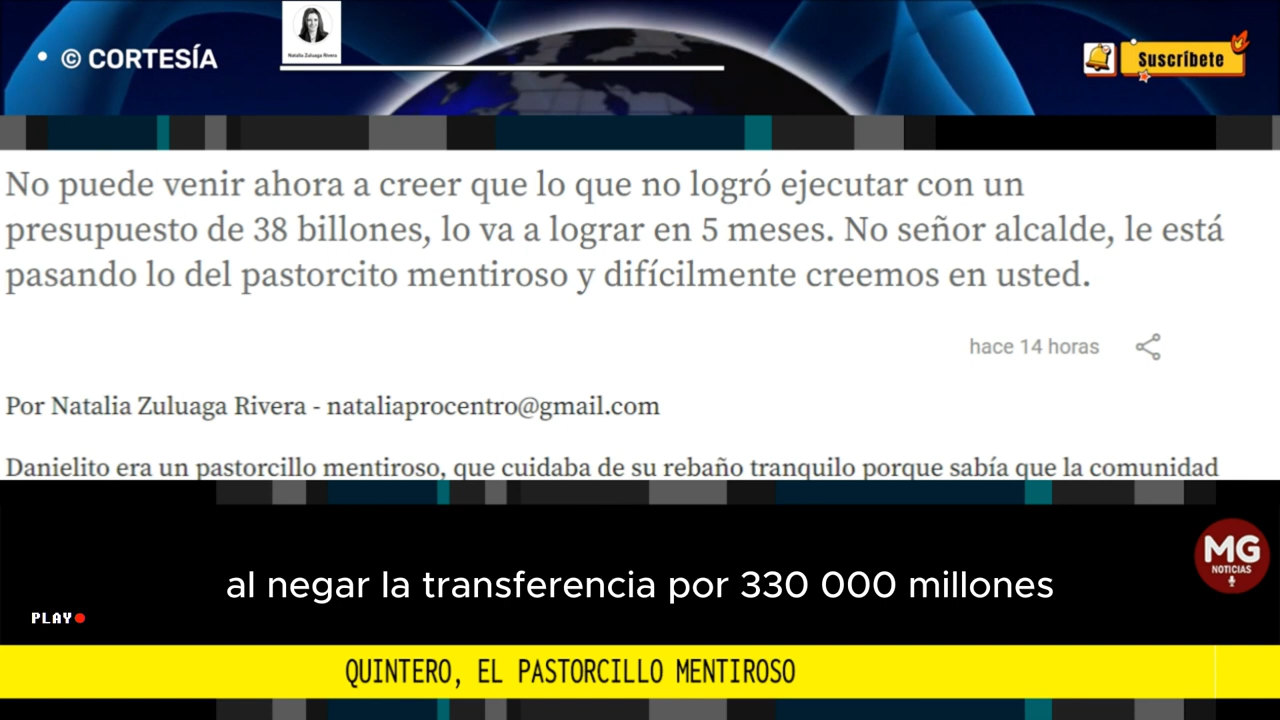 © CORTESÍA
Natalia Zuluaga Rivera
Suscríbete
No puede venir ahora a creer que lo que no logró ejecutar con un
presupuesto de 38 billones, lo va a lograr en 5 meses. No señor alcalde, le está
pasando lo del pastorcito mentiroso y difícilmente creemos en usted.
hace 14 horas
Por Natalia Zuluaga Rivera - nataliaprocentro@gmail.com
Danielito era un pastorcillo mentiroso, que cuidaba de su rebaño tranquilo porque sabía que la comunidad
MG
NOTICIAS
al negar la transferencia por 330 000 millones
PLAY
QUINTERO, EL PASTORCILLO MENTIROSO